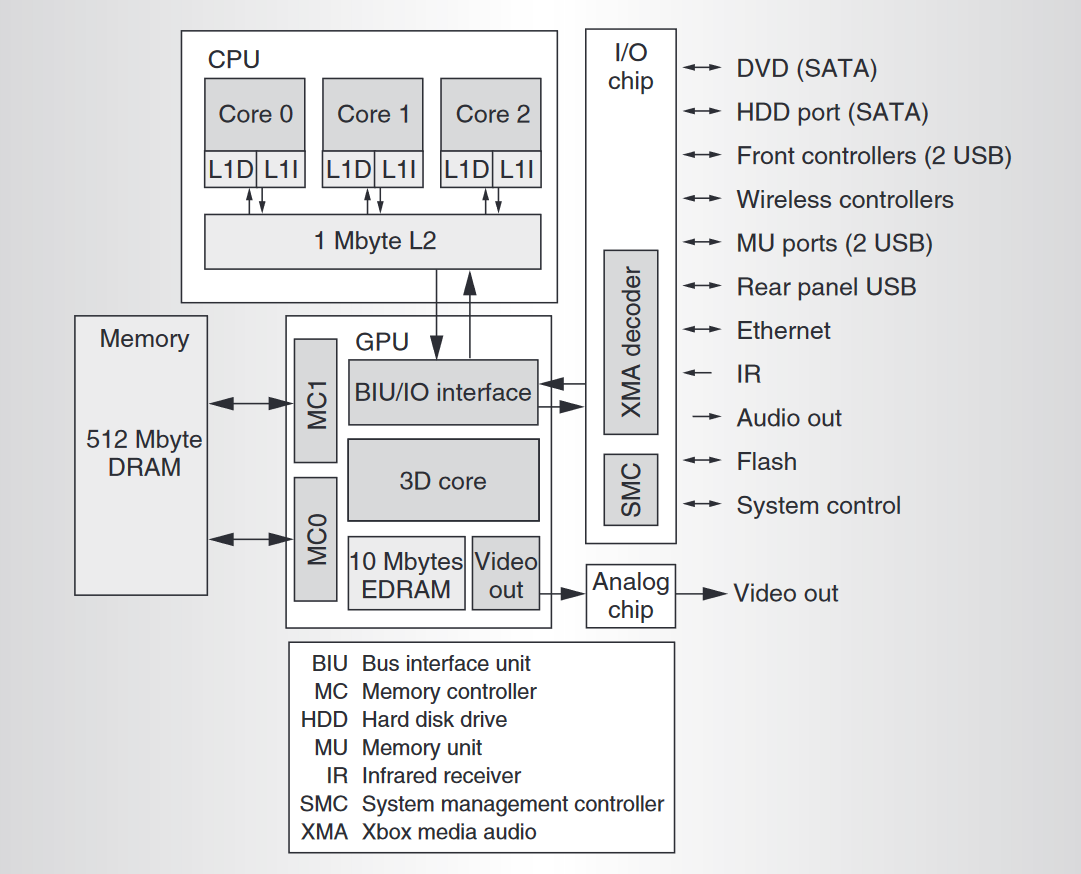 CPU
Core 0
Core 1
Core 2
L1D L1I
L1D L1I
L1D L1I
1 Mbyte L2
Memory
512 Mbyte
DRAM
GPU
MC1
MC0
BIU/IO interface
3D core
10 Mbytes
EDRAM
Video
out
I/O
chip
XMA decoder
SMC
Analog
chip
DVD (SATA)
HDD port (SATA)
Front controllers (2 USB)
Wireless controllers
MU ports (2 USB)
Rear panel USB
Ethernet
IR
Audio out
Flash
System control
Video out
BIU Bus interface unit
MC Memory controller
HDD Hard disk drive
MU Memory unit
IR Infrared receiver
SMC System management controller
XMA Xbox media audio